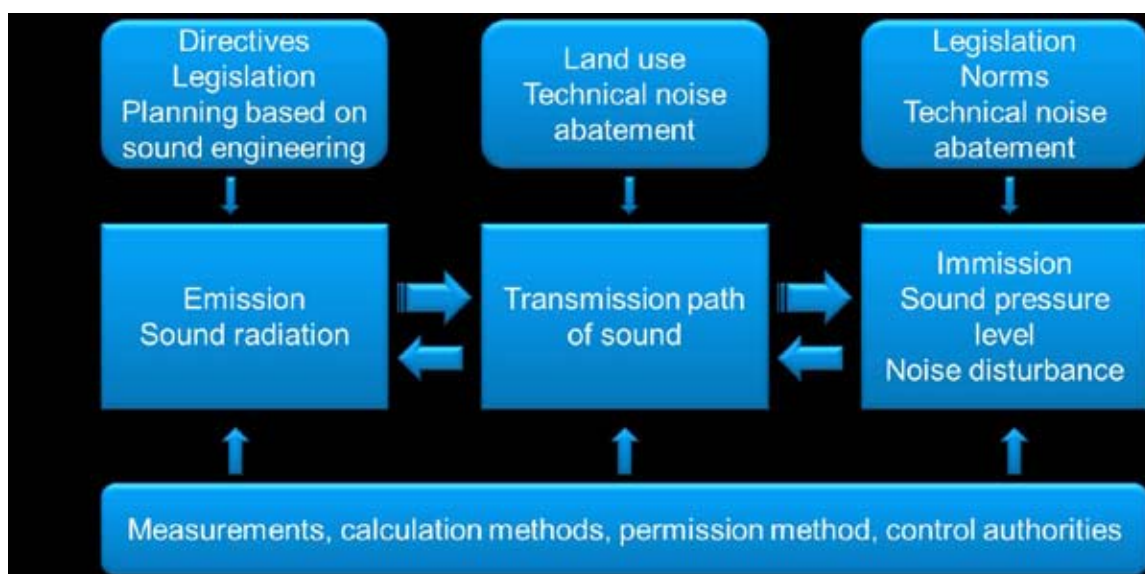 Directives
Legislation
Planning based on
sound engineering
Land use
Technical noise
abatement
Legislation
Norms
Technical noise
abatement
Emission
Sound radiation
Transmission path
of sound
Immission
Sound pressure
level
Noise disturbance
Measurements, calculation methods, permission method, control authorities